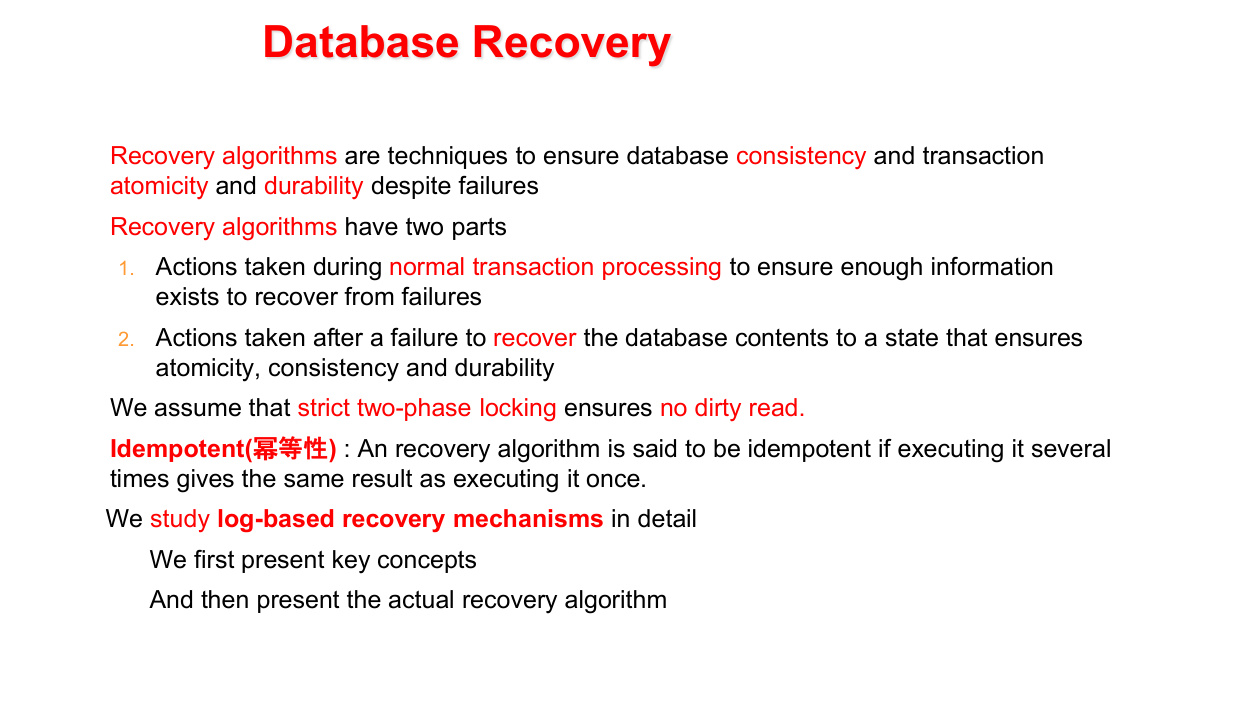 Database Recovery
Recovery algorithms are techniques to ensure database consistency and transaction
atomicity and durability despite failures
Recovery algorithms have two parts
1. Actions taken during normal transaction processing to ensure enough information
exists to recover from failures
2. Actions taken after a failure to recover the database contents to a state that ensures
atomicity, consistency and durability
We assume that strict two-phase locking ensures no dirty read.
Idempotent(幂等性) : An recovery algorithm is said to be idempotent if executing it several
times gives the same result as executing it once.
We study log-based recovery mechanisms in detail
We first present key concepts
And then present the actual recovery algorithm